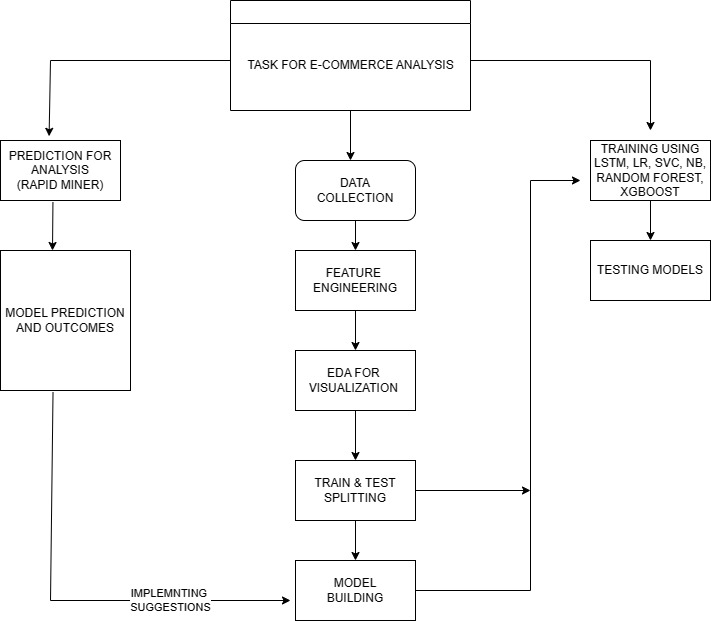 TASK FOR E-COMMERCE ANALYSIS
PREDICTION FOR
ANALYSIS
(RAPID MINER)
DATA
COLLECTION
TRAINING USING
LSTM, LR, SVC, NB,
RANDOM FOREST,
XGBOOST
FEATURE
ENGINEERING
TESTING MODELS
MODEL PREDICTION
AND OUTCOMES
EDA FOR
VISUALIZATION
TRAIN & TEST
SPLITTING
MODEL
BUILDING
IMPLEMNTING
SUGGESTIONS